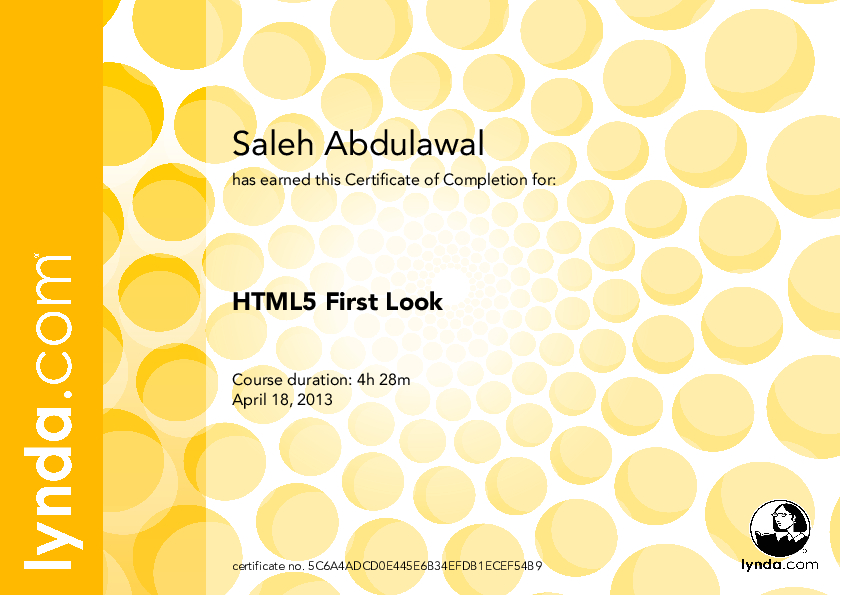 lynda.com
Saleh Abdulawal
has earned this Certificate of Completion for:
HTML5 First Look
Course duration: 4h 28m
April 18, 2013
certificate no. 5C6A4ADCD0E445E6B34EFDB1ECEF54B9
lynda.com